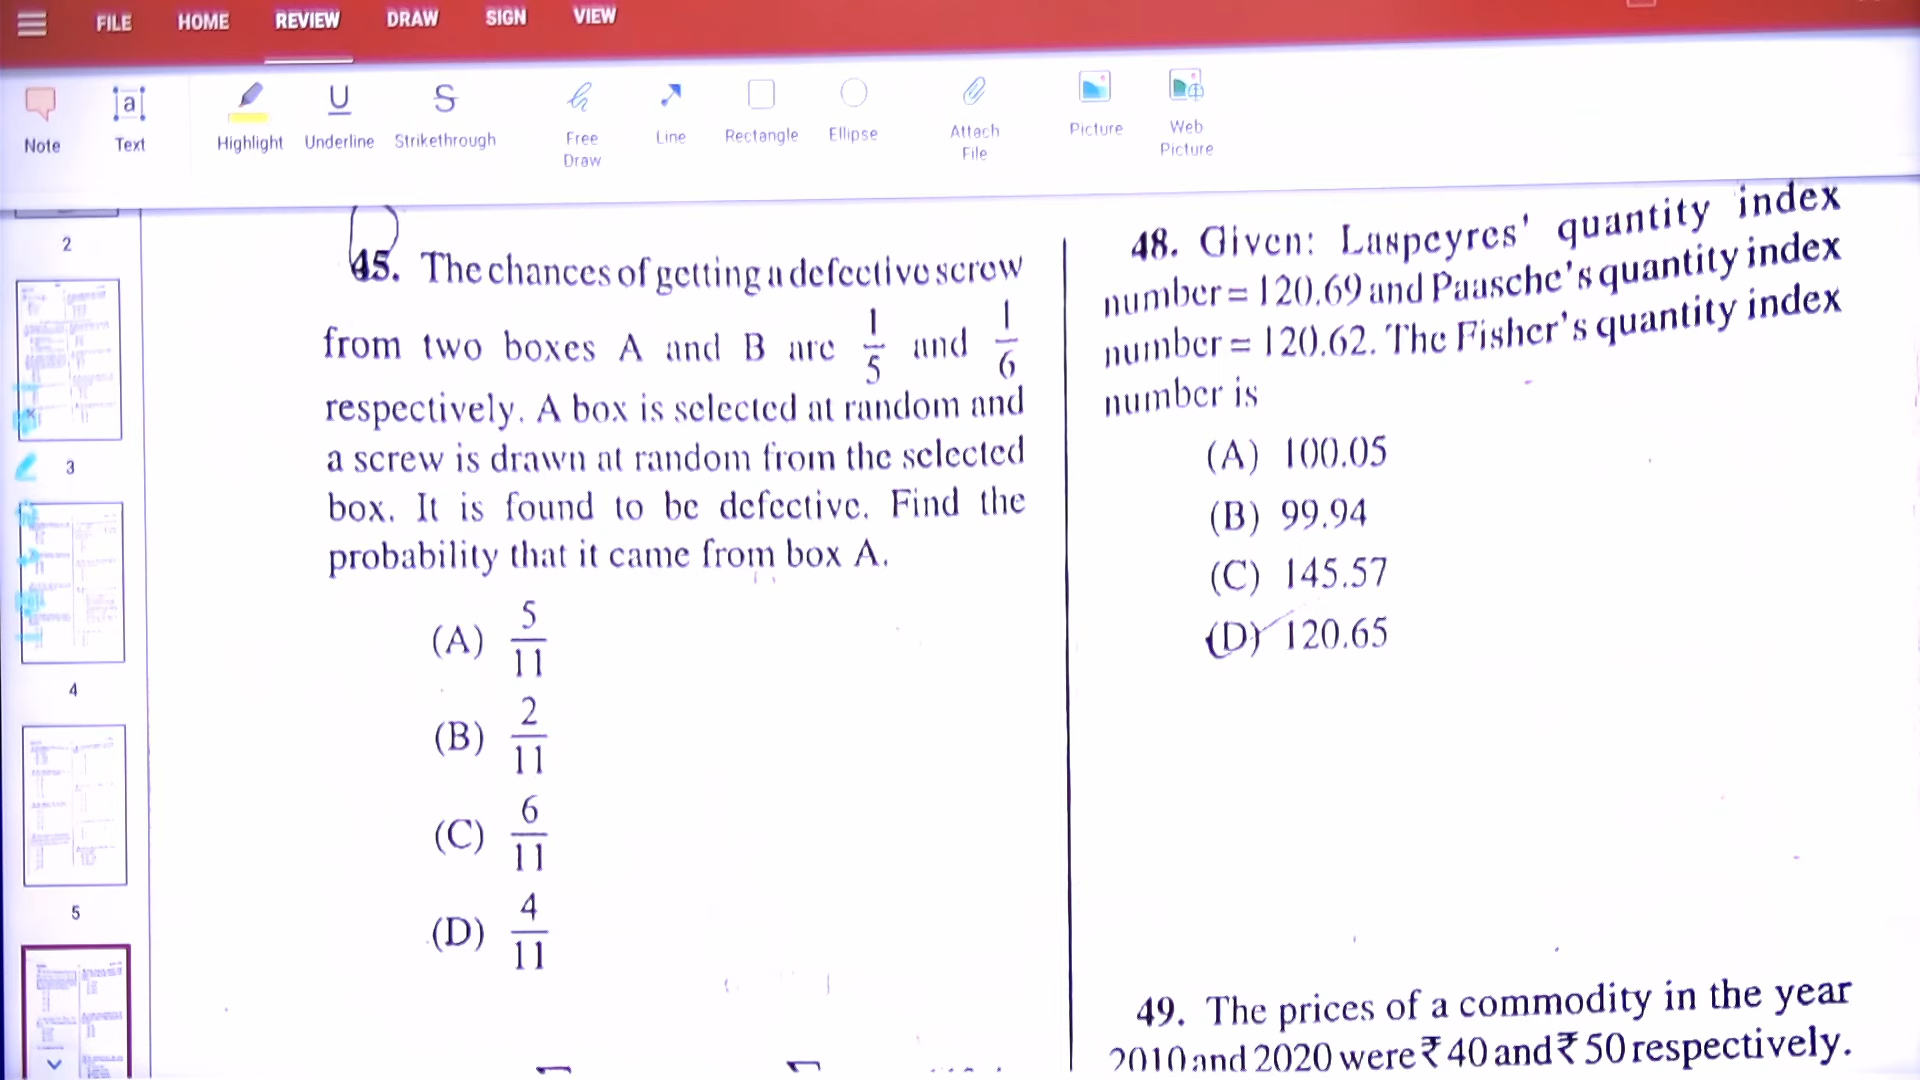 FILE HOME REVIEW DRAW SIGN VIEW
Note Text Highlight Underline Strikethrough Free Draw Line Rectangle Ellipse Attach File Picture Web Picture
2
3
4
5
45. The chances of getting a defective screw
from two boxes A and B are 1/5 and 1/6
respectively. A box is selected at random and
a screw is drawn at random from the selected
box. It is found to be defective. Find the
probability that it came from box A.
(A) 5/11
(B) 2/11
(C) 6/11
(D) 4/11
48. Given: Laspeyres' quantity index
number = 120.69 and Paasche's quantity index
number = 120.62. The Fisher's quantity index
number is
(A) 100.05
(B) 99.94
(C) 145.57
(D) 120.65
49. The prices of a commodity in the year
2010 and 2020 were ₹ 40 and ₹ 50 respectively.